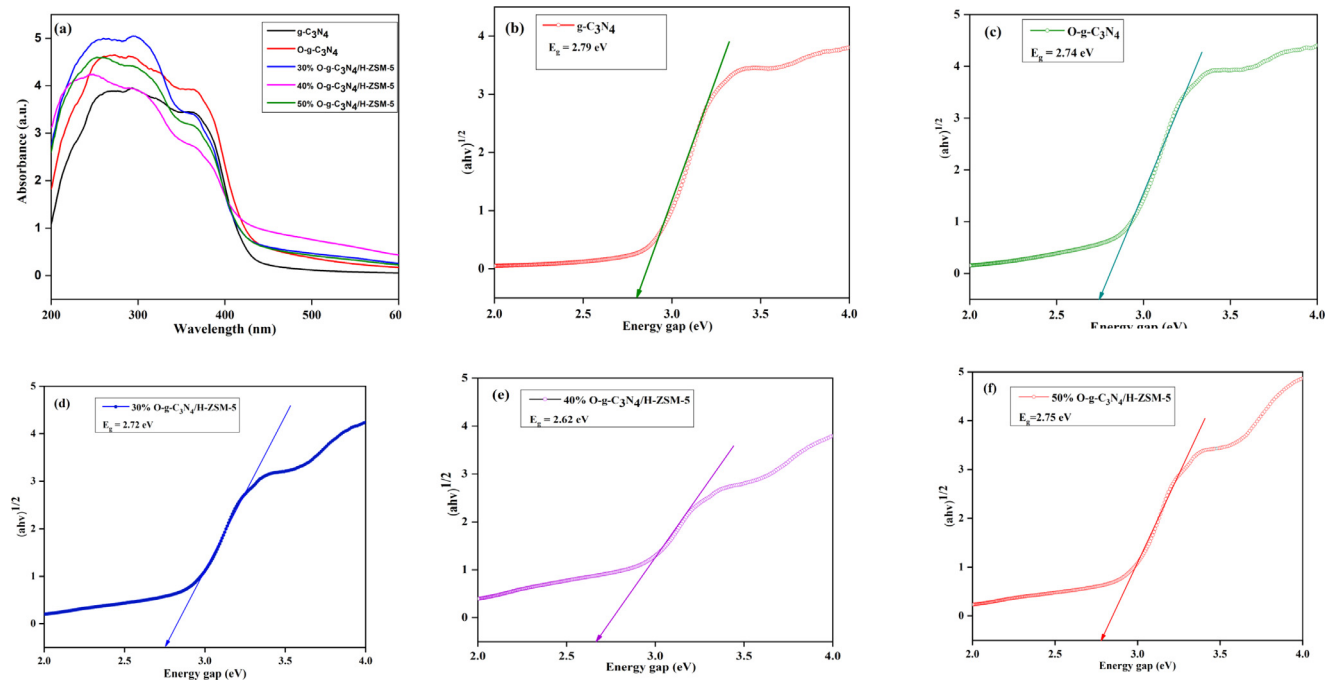 (a)
g-C3N4
O-g-C3N4
30% O-g-C3N4/H-ZSM-5
40% O-g-C3N4/H-ZSM-5
50% O-g-C3N4/H-ZSM-5
Absorbance (a.u.)
5
4
3
2
1
0
200 300 400 500 60
Wavelength (nm)
(b)
g-C3N4
Eg = 2.79 eV
(ahv)1/2
4
3
2
1
0
2.0 2.5 3.0 3.5 4.0
Energy gap (eV)
(c)
O-g-C3N4
Eg = 2.74 eV
(ahv)1/2
5
4
3
2
1
0
2.0 2.5 3.0 3.5 4.0
Energy gap (eV)
(d)
30% O-g-C3N4/H-ZSM-5
Eg = 2.72 eV
(ahv)1/2
5
4
3
2
1
0
2.0 2.5 3.0 3.5 4.0
Energy gap (eV)
(e)
40% O-g-C3N4/H-ZSM-5
Eg = 2.62 eV
(ahv)1/2
4
3
2
1
0
2.0 2.5 3.0 3.5 4.0
Energy gap (eV)
(f)
50% O-g-C3N4/H-ZSM-5
Eg=2.75 eV
(ahv)1/2
5
4
3
2
1
0
2.0 2.5 3.0 3.5 4.0
Energy gap (eV)